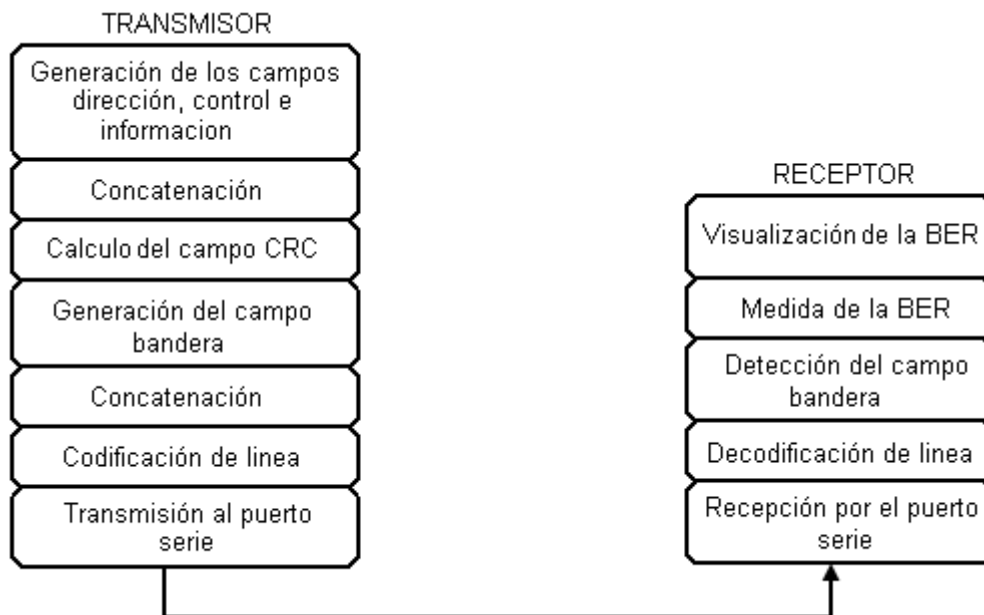 TRANSMISOR
Generación de los campos
dirección, control e
informacion
Concatenación
Calculo del campo CRC
Generación del campo
bandera
Concatenación
Codificación de linea
Transmisión al puerto
serie
RECEPTOR
Visualización de la BER
Medida de la BER
Detección del campo
bandera
Decodificación de linea
Recepción por el puerto
serie